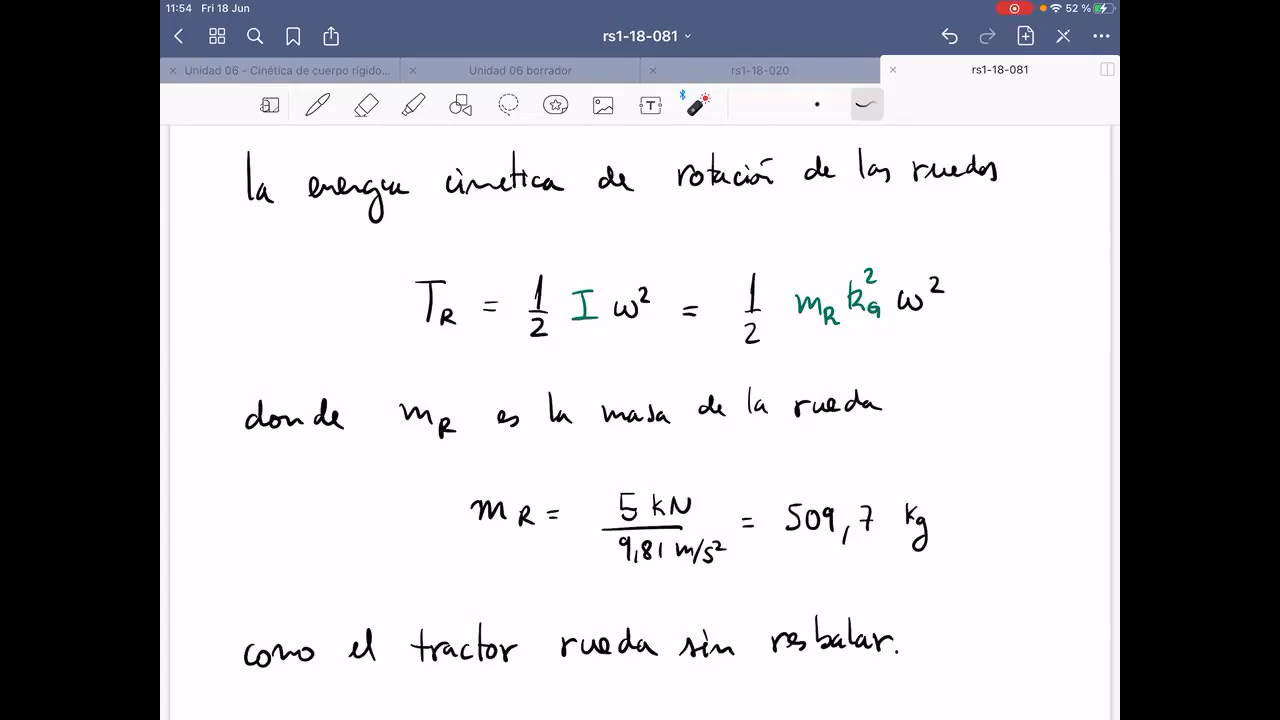 11:54 Fri 18 Jun 52 %
rs1-18-081
Unidad 06 - Cinética de cuerpo rígido... Unidad 06 borrador rs1-18-020 rs1-18-081
T
la energia cinetica de rotación de las ruedas
T_R = 1/2 I ω² = 1/2 m_R k_G² ω²
donde m_R es la masa de la rueda
m_R = 5 kN / 9,81 m/s² = 509,7 kg
como el tractor rueda sin resbalar.